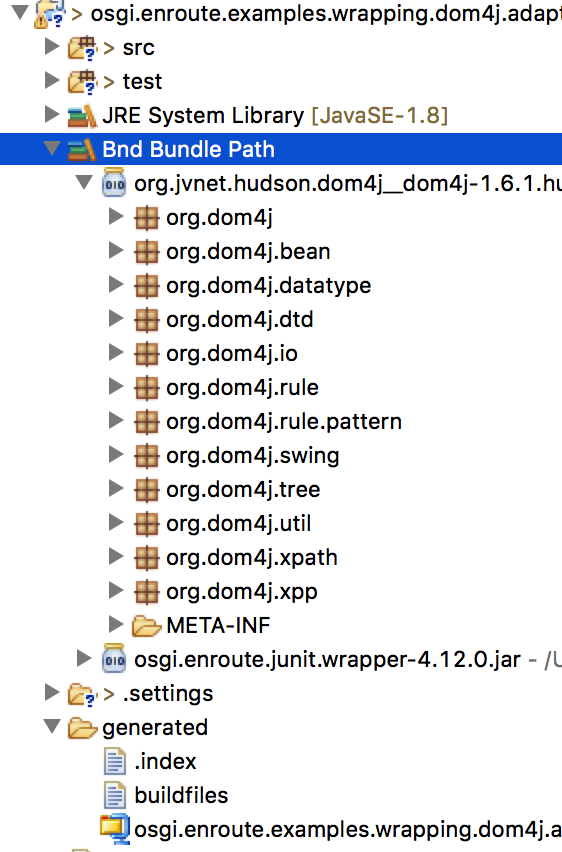 > osgi.enroute.examples.wrapping.dom4j.adapt
> src
> test
JRE System Library [JavaSE-1.8]
Bnd Bundle Path
org.jvnet.hudson.dom4j__dom4j-1.6.1.hu
org.dom4j
org.dom4j.bean
org.dom4j.datatype
org.dom4j.dtd
org.dom4j.io
org.dom4j.rule
org.dom4j.rule.pattern
org.dom4j.swing
org.dom4j.tree
org.dom4j.util
org.dom4j.xpath
org.dom4j.xpp
META-INF
osgi.enroute.junit.wrapper-4.12.0.jar - /U
> .settings
generated
.index
buildfiles
osgi.enroute.examples.wrapping.dom4j.a